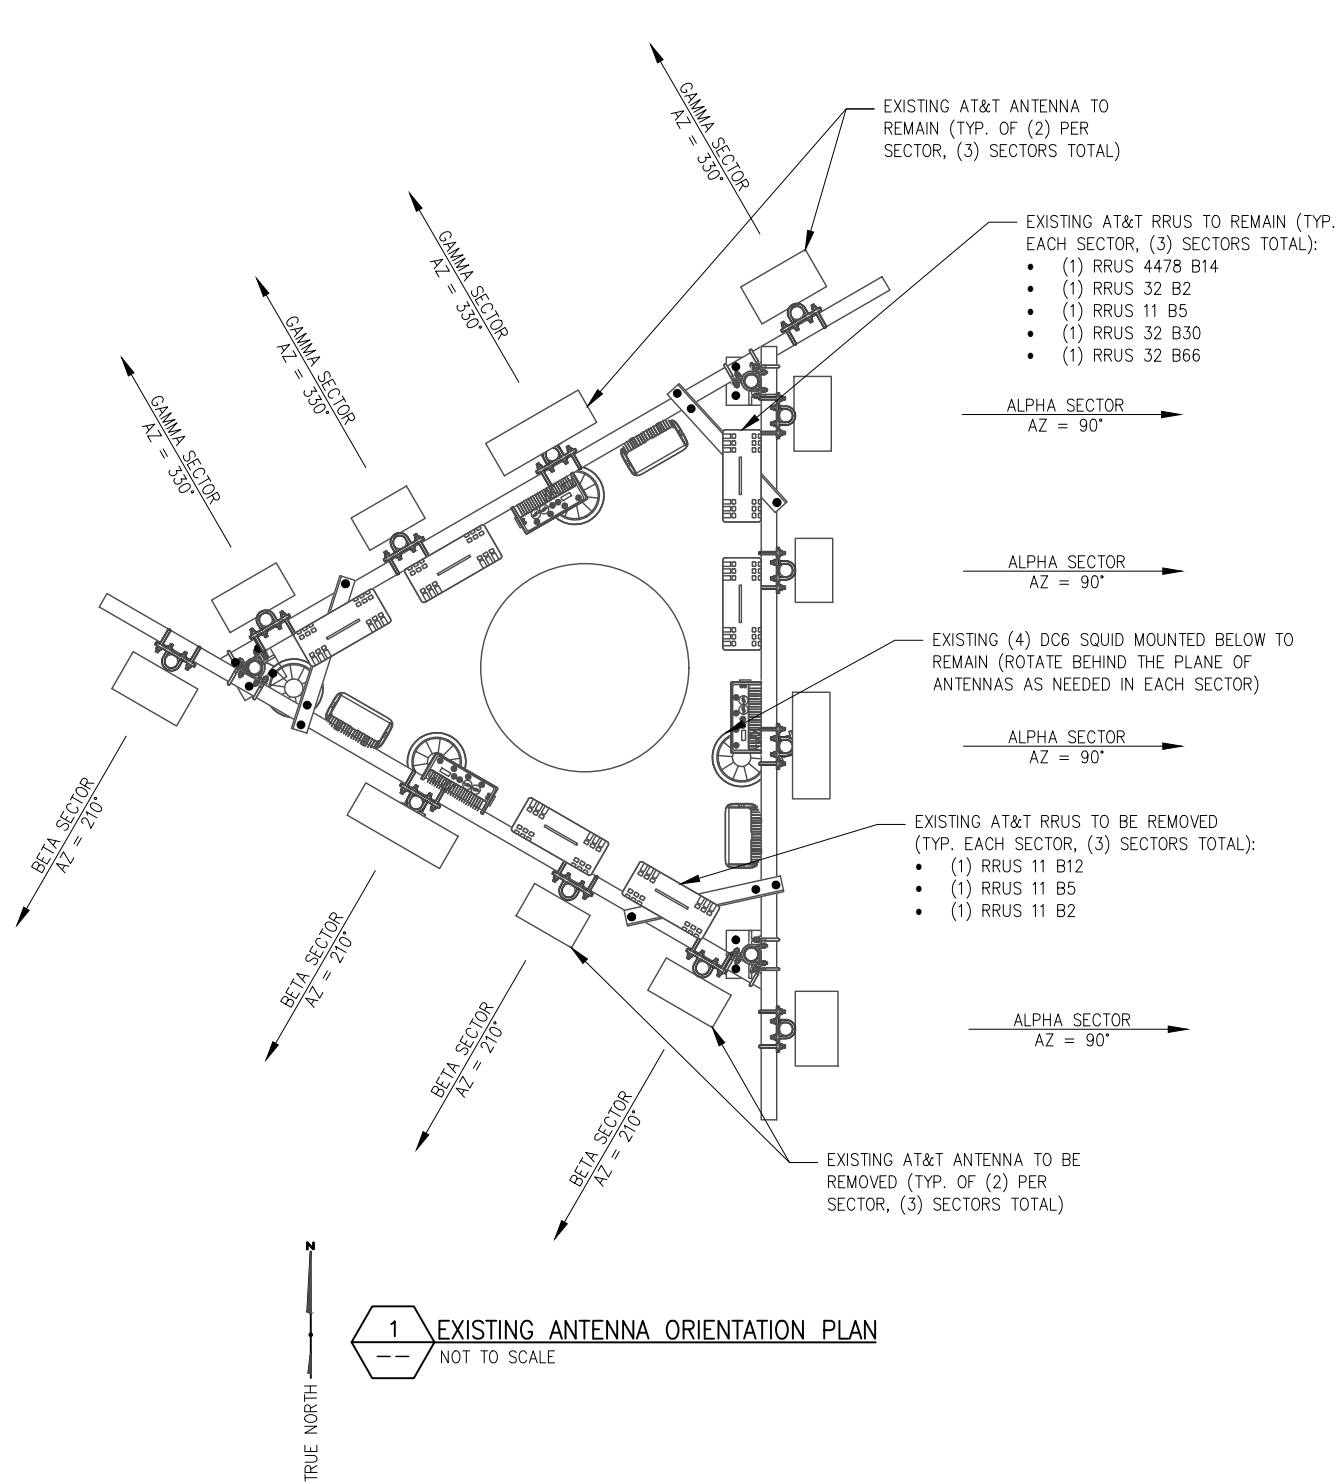 GAMMA SECTOR
AZ = 330°
EXISTING AT&T ANTENNA TO
REMAIN (TYP. OF (2) PER
SECTOR, (3) SECTORS TOTAL)
GAMMA SECTOR
AZ = 330°
EXISTING AT&T RRUS TO REMAIN (TYP.
EACH SECTOR, (3) SECTORS TOTAL):
• (1) RRUS 4478 B14
• (1) RRUS 32 B2
• (1) RRUS 11 B5
• (1) RRUS 32 B30
• (1) RRUS 32 B66
GAMMA SECTOR
AZ = 330°
GAMMA SECTOR
AZ = 330°
ALPHA SECTOR
AZ = 90°
ALPHA SECTOR
AZ = 90°
EXISTING (4) DC6 SQUID MOUNTED BELOW TO
REMAIN (ROTATE BEHIND THE PLANE OF
ANTENNAS AS NEEDED IN EACH SECTOR)
ALPHA SECTOR
AZ = 90°
EXISTING AT&T RRUS TO BE REMOVED
(TYP. EACH SECTOR, (3) SECTORS TOTAL):
• (1) RRUS 11 B12
• (1) RRUS 11 B5
• (1) RRUS 11 B2
BETA SECTOR
AZ = 210°
BETA SECTOR
AZ = 210°
BETA SECTOR
AZ = 210°
BETA SECTOR
AZ = 210°
ALPHA SECTOR
AZ = 90°
EXISTING AT&T ANTENNA TO BE
REMOVED (TYP. OF (2) PER
SECTOR, (3) SECTORS TOTAL)
N
TRUE NORTH
1
-- 
EXISTING ANTENNA ORIENTATION PLAN
NOT TO SCALE